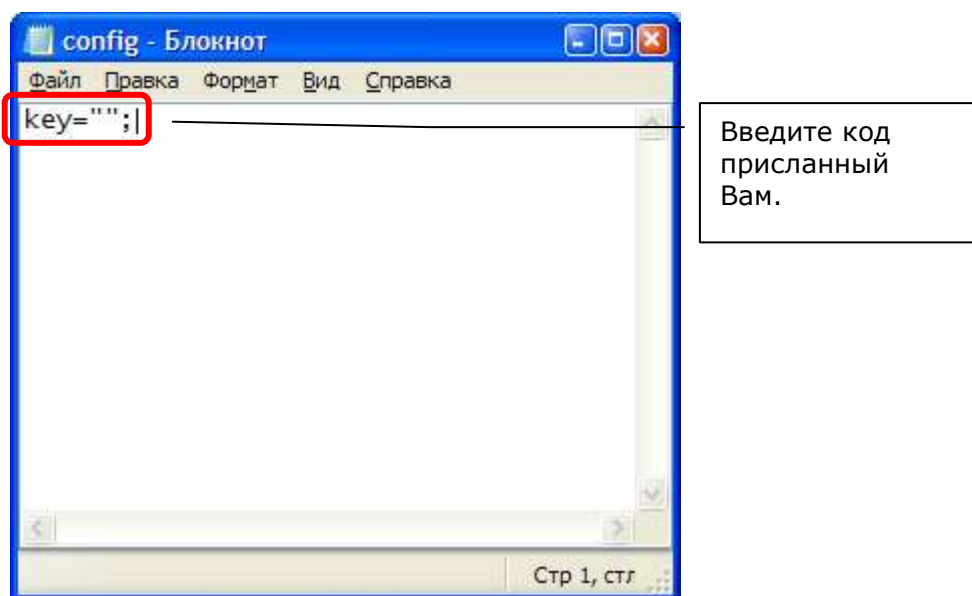 config - Блокнот
Файл Правка Формат Вид Справка
key="";
Введите код
присланный
Вам.
Стр 1, стл